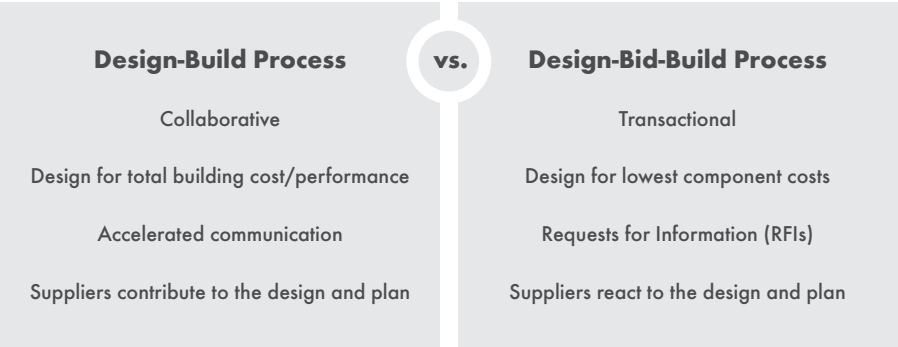 Design-Build Process
vs.
Design-Bid-Build Process
Collaborative
Transactional
Design for total building cost/performance
Design for lowest component costs
Accelerated communication
Requests for Information (RFIs)
Suppliers contribute to the design and plan
Suppliers react to the design and plan